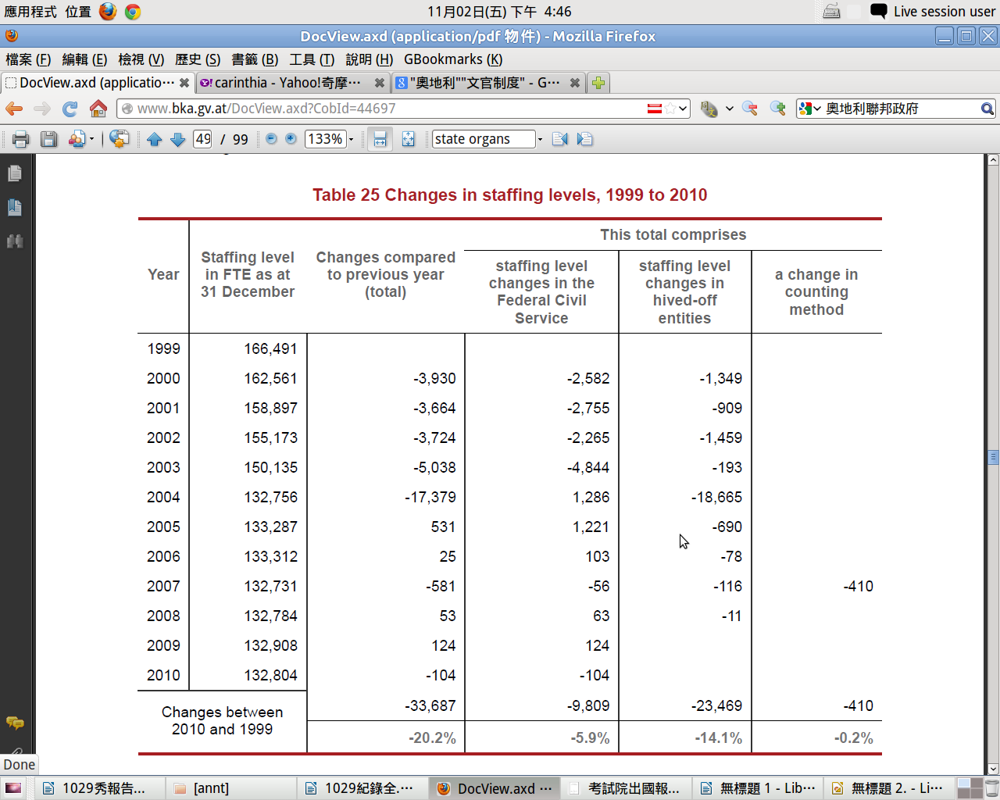 應用程式 位置 11月02日(五) 下午 4:46 Live session user
DocView.axd (application/pdf 物件) - Mozilla Firefox
檔案 (F) 編輯 (E) 檢視 (V) 歷史 (S) 書籤 (B) 工具 (T) 說明 (H) GBookmarks (K)
DocView.axd (applicatio··· carinthia - Yahoo!奇摩··· "奧地利""文官制度" - G···
www.bka.gv.at/DocView.axd?CobId=44697 奧地利聯邦政府
49 / 99 133% state organs
Table 25 Changes in staffing levels, 1999 to 2010
This total comprises
Year
Staffing level
in FTE as at
31 December
Changes compared
to previous year
(total)
staffing level
changes in the
Federal Civil
Service
staffing level
changes in
hived-off
entities
a change in
counting
method
1999 166,491
2000 162,561 -3,930 -2,582 -1,349
2001 158,897 -3,664 -2,755 -909
2002 155,173 -3,724 -2,265 -1,459
2003 150,135 -5,038 -4,844 -193
2004 132,756 -17,379 1,286 -18,665
2005 133,287 531 1,221 -690
2006 133,312 25 103 -78
2007 132,731 -581 -56 -116 -410
2008 132,784 53 63 -11
2009 132,908 124 124
2010 132,804 -104 -104
Changes between
2010 and 1999
-33,687 -9,809 -23,469 -410
-20.2% -5.9% -14.1% -0.2%
Done
1029秀報告... [annt] 1029紀錄全.··· DocView.axd ··· 考試院出國報... 無標題 1 - Lib··· 無標題 2. - Li···